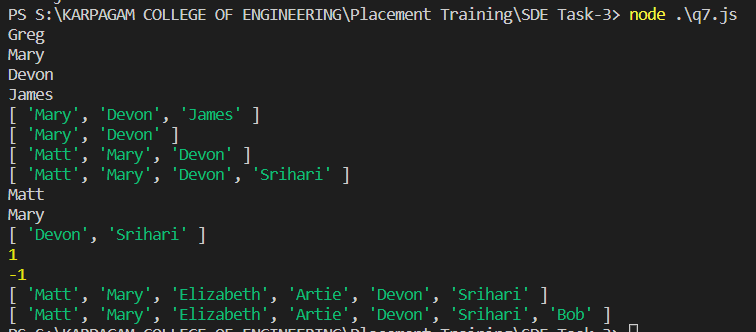 PS S:\KARPAGAM COLLEGE OF ENGINEERING\Placement Training\SDE Task-3> node .\q7.js
Greg
Mary
Devon
James
[ 'Mary', 'Devon', 'James' ]
[ 'Mary', 'Devon' ]
[ 'Matt', 'Mary', 'Devon' ]
[ 'Matt', 'Mary', 'Devon', 'Srihari' ]
Matt
Mary
[ 'Devon', 'Srihari' ]
1
-1
[ 'Matt', 'Mary', 'Elizabeth', 'Artie', 'Devon', 'Srihari' ]
[ 'Matt', 'Mary', 'Elizabeth', 'Artie', 'Devon', 'Srihari', 'Bob' ]
PS S:\KARPAGAM COLLEGE OF ENGINEERING\Placement Training\SDE Task-3>